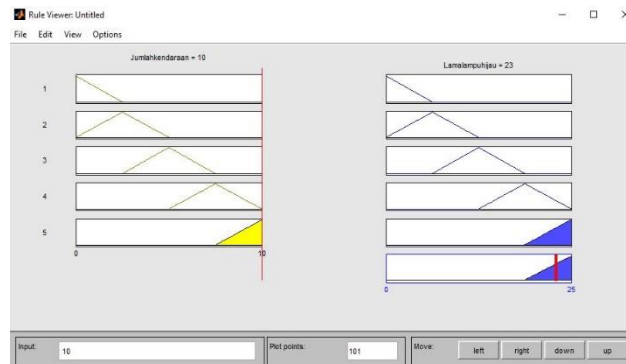 Rule Viewer: Untitled
File Edit View Options
Jumlahkendaraan = 10
Lamalampuhijau = 23
1
2
3
4
5
0 10
0 25
Input: 10 Plot points: 101 Move: left right down up